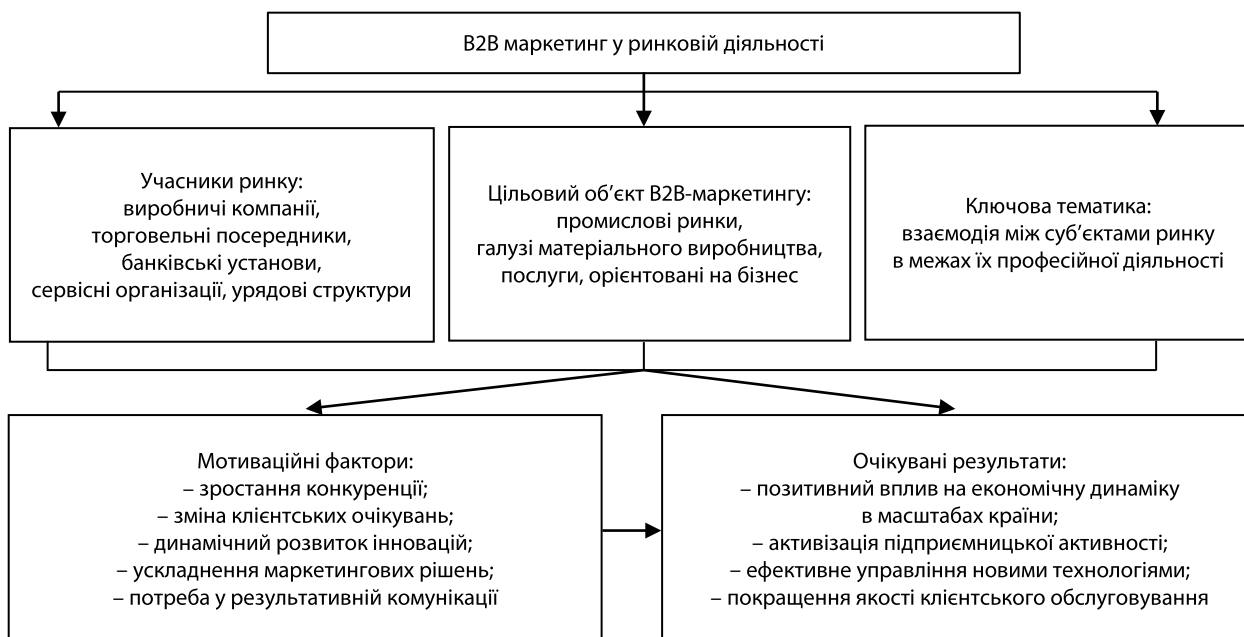 В2В маркетинг у ринковій діяльності
Учасники ринку:
виробничі компанії,
торговельні посередники,
банківські установи,
сервісні організації, урядові структури
Цільовий об’єкт В2В-маркетингу:
промислові ринки,
галузі матеріального виробництва,
послуги, орієнтовані на бізнес
Ключова тематика:
взаємодія між суб’єктами ринку
в межах їх професійної діяльності
Мотиваційні фактори:
– зростання конкуренції;
– зміна клієнтських очікувань;
– динамічний розвиток інновацій;
– ускладнення маркетингових рішень;
– потреба у результативній комунікації
Очікувані результати:
– позитивний вплив на економічну динаміку
в масштабах країни;
– активізація підприємницької активності;
– ефективне управління новими технологіями;
– покращення якості клієнтського обслуговування